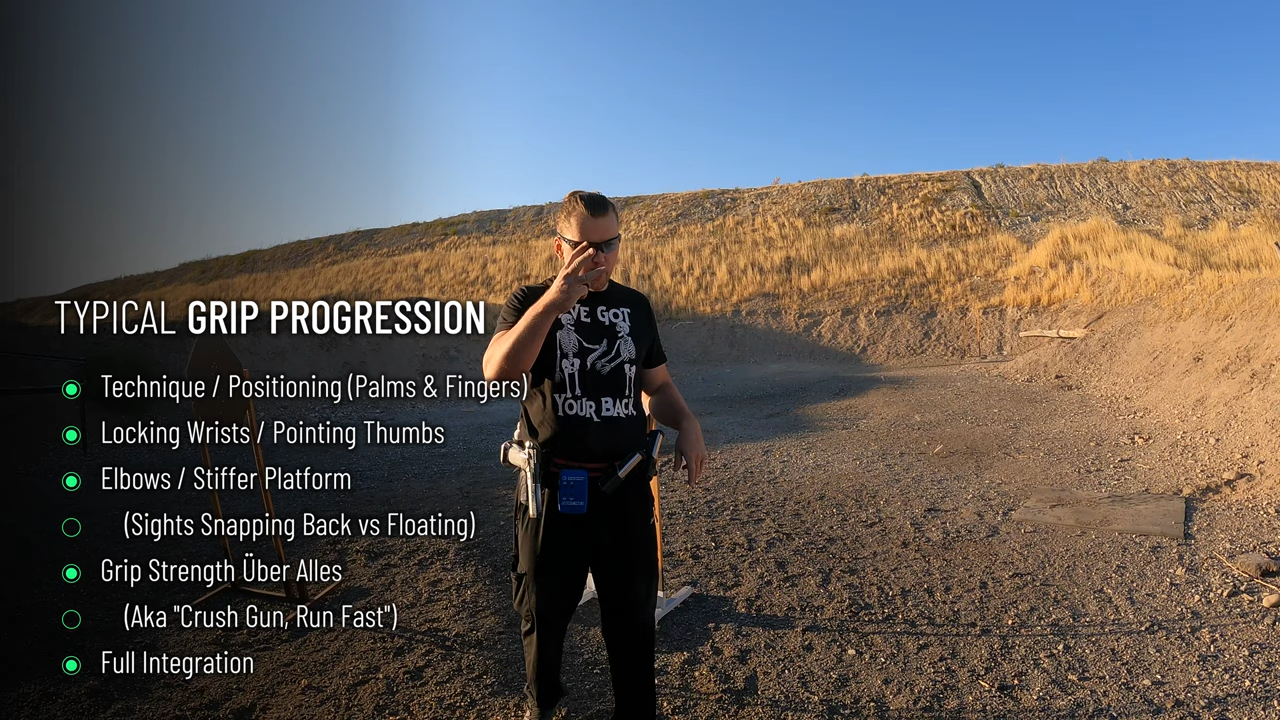 TYPICAL GRIP PROGRESSION
Technique / Positioning (Palms & Fingers)
Locking Wrists / Pointing Thumbs
Elbows / Stiffer Platform
(Sights Snapping Back vs Floating)
Grip Strength Über Alles
(Aka "Crush Gun, Run Fast")
Full Integration
I'VE GOT
YOUR BACK